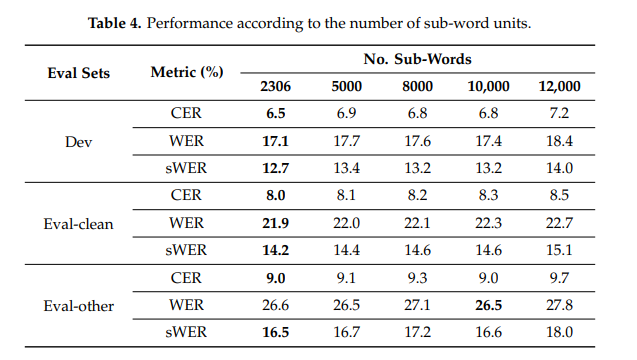 Table 4. Performance according to the number of sub-word units.
Eval Sets Metric (%) No. Sub-Words
2306 5000 8000 10,000 12,000
Dev CER 6.5 6.9 6.8 6.8 7.2
WER 17.1 17.7 17.6 17.4 18.4
sWER 12.7 13.4 13.2 13.2 14.0
Eval-clean CER 8.0 8.1 8.2 8.3 8.5
WER 21.9 22.0 22.1 22.3 22.7
sWER 14.2 14.4 14.6 14.6 15.1
Eval-other CER 9.0 9.1 9.3 9.0 9.7
WER 26.6 26.5 27.1 26.5 27.8
sWER 16.5 16.7 17.2 16.6 18.0